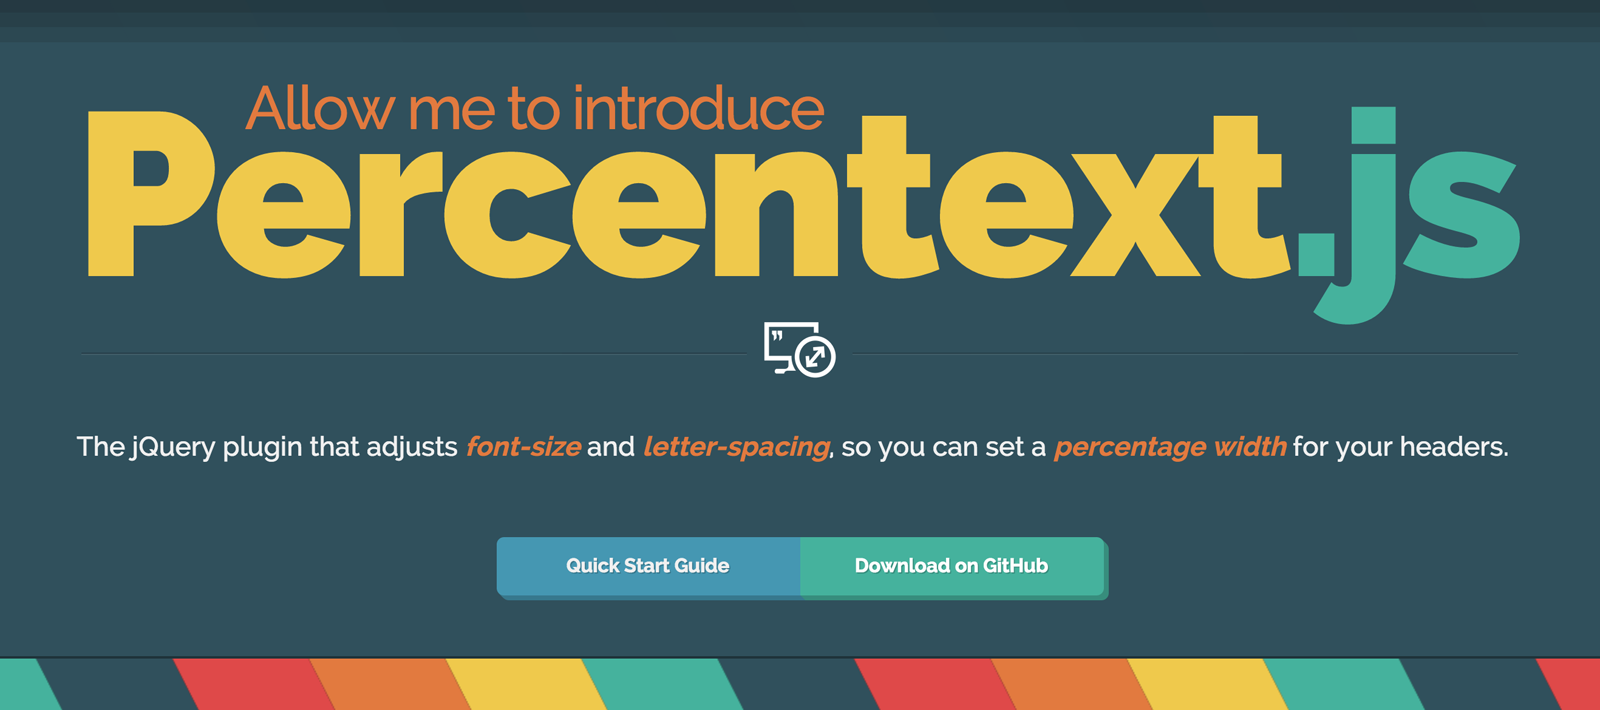 Allow me to introduce
Percentext.js
The jQuery plugin that adjusts font-size and letter-spacing, so you can set a percentage width for your headers.
Quick Start Guide
Download on GitHub